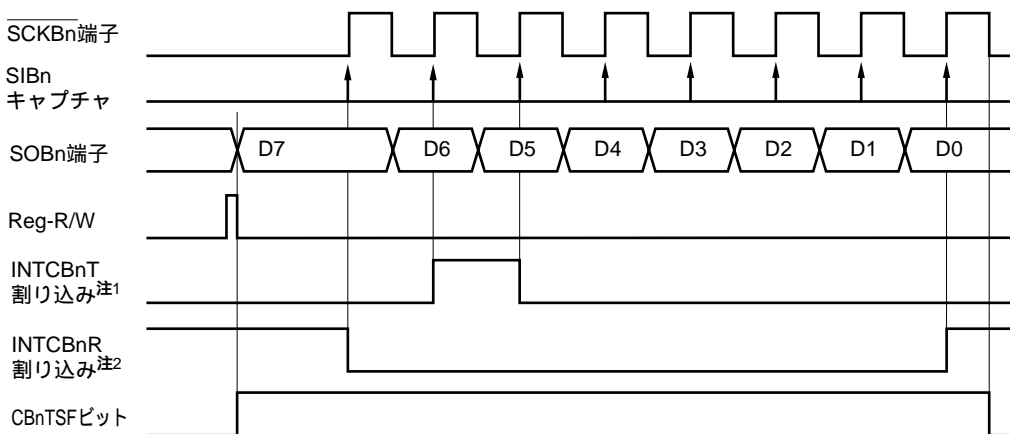 SCKBn端子
SIBn
キャプチャ
SOBn端子 D7 D6 D5 D4 D3 D2 D1 D0
Reg-R/W
INTCBnT
割り込み注1
INTCBnR
割り込み注2
CBnTSFビット